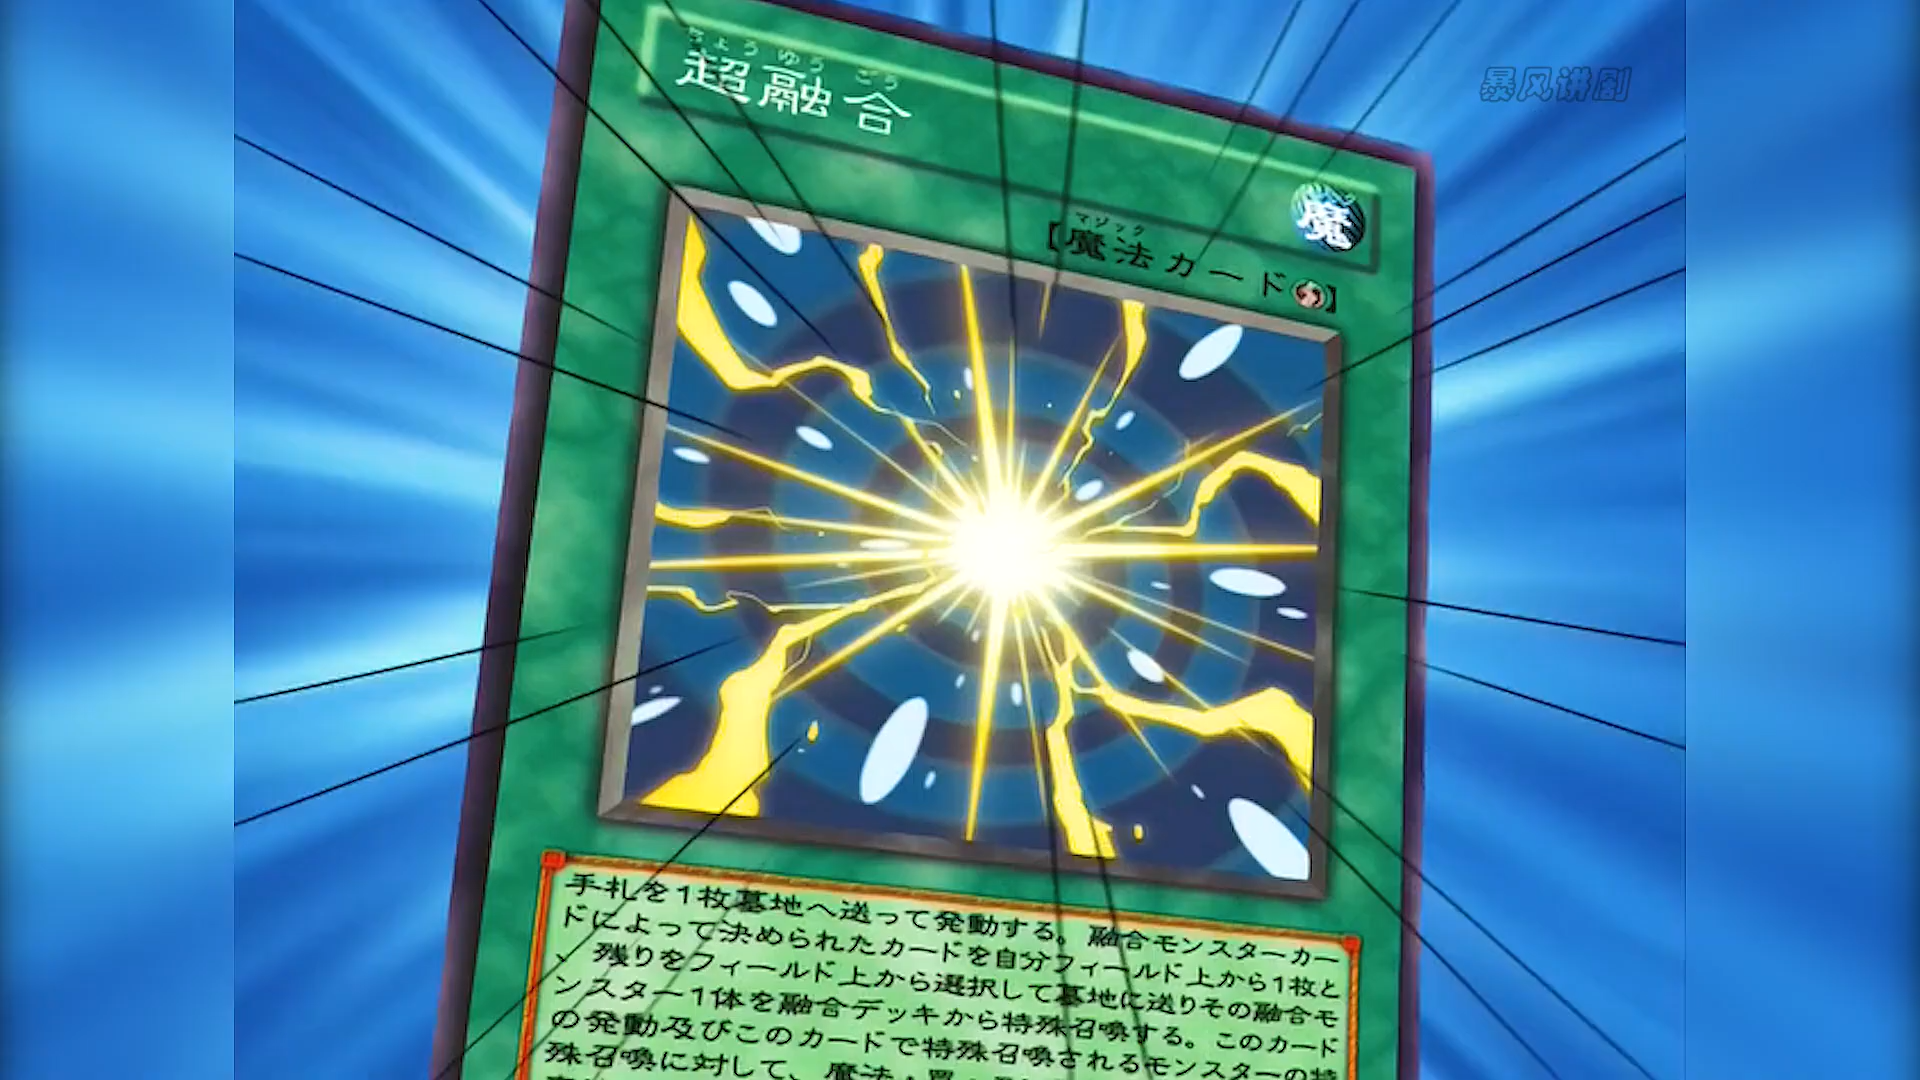 ちょうゆうごう
超融合
暴风讲剧
魔
マジック
【魔法カード】
手札を1枚墓地へ送って発動する。融合モンスターカー
ドによって決められたカードを自分フィールド上から1枚と
、残りをフィールド上から選択して墓地に送りその融合モ
ンスター1体を融合デッキから特殊召喚する。このカード
の発動及びこのカードで特殊召喚されるモンスターの特
殊召喚に対して、魔法・罠